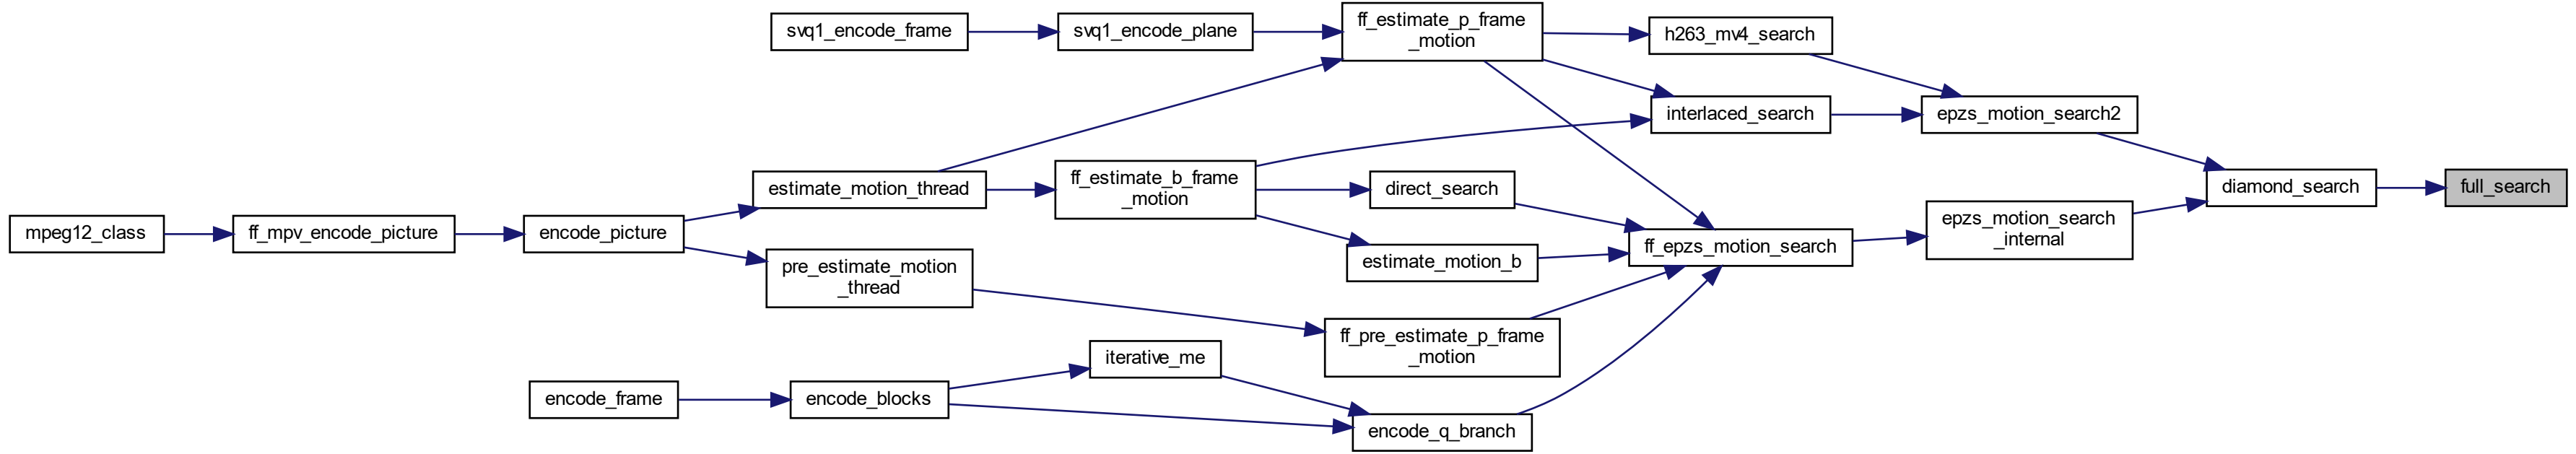 svq1_encode_frame
svq1_encode_plane
ff_estimate_p_frame
_motion
h263_mv4_search
interlaced_search
epzs_motion_search2
estimate_motion_thread
ff_estimate_b_frame
_motion
direct_search
diamond_search
full_search
mpeg12_class
ff_mpv_encode_picture
encode_picture
pre_estimate_motion
_thread
estimate_motion_b
ff_epzs_motion_search
epzs_motion_search
_internal
ff_pre_estimate_p_frame
_motion
iterative_me
encode_frame
encode_blocks
encode_q_branch